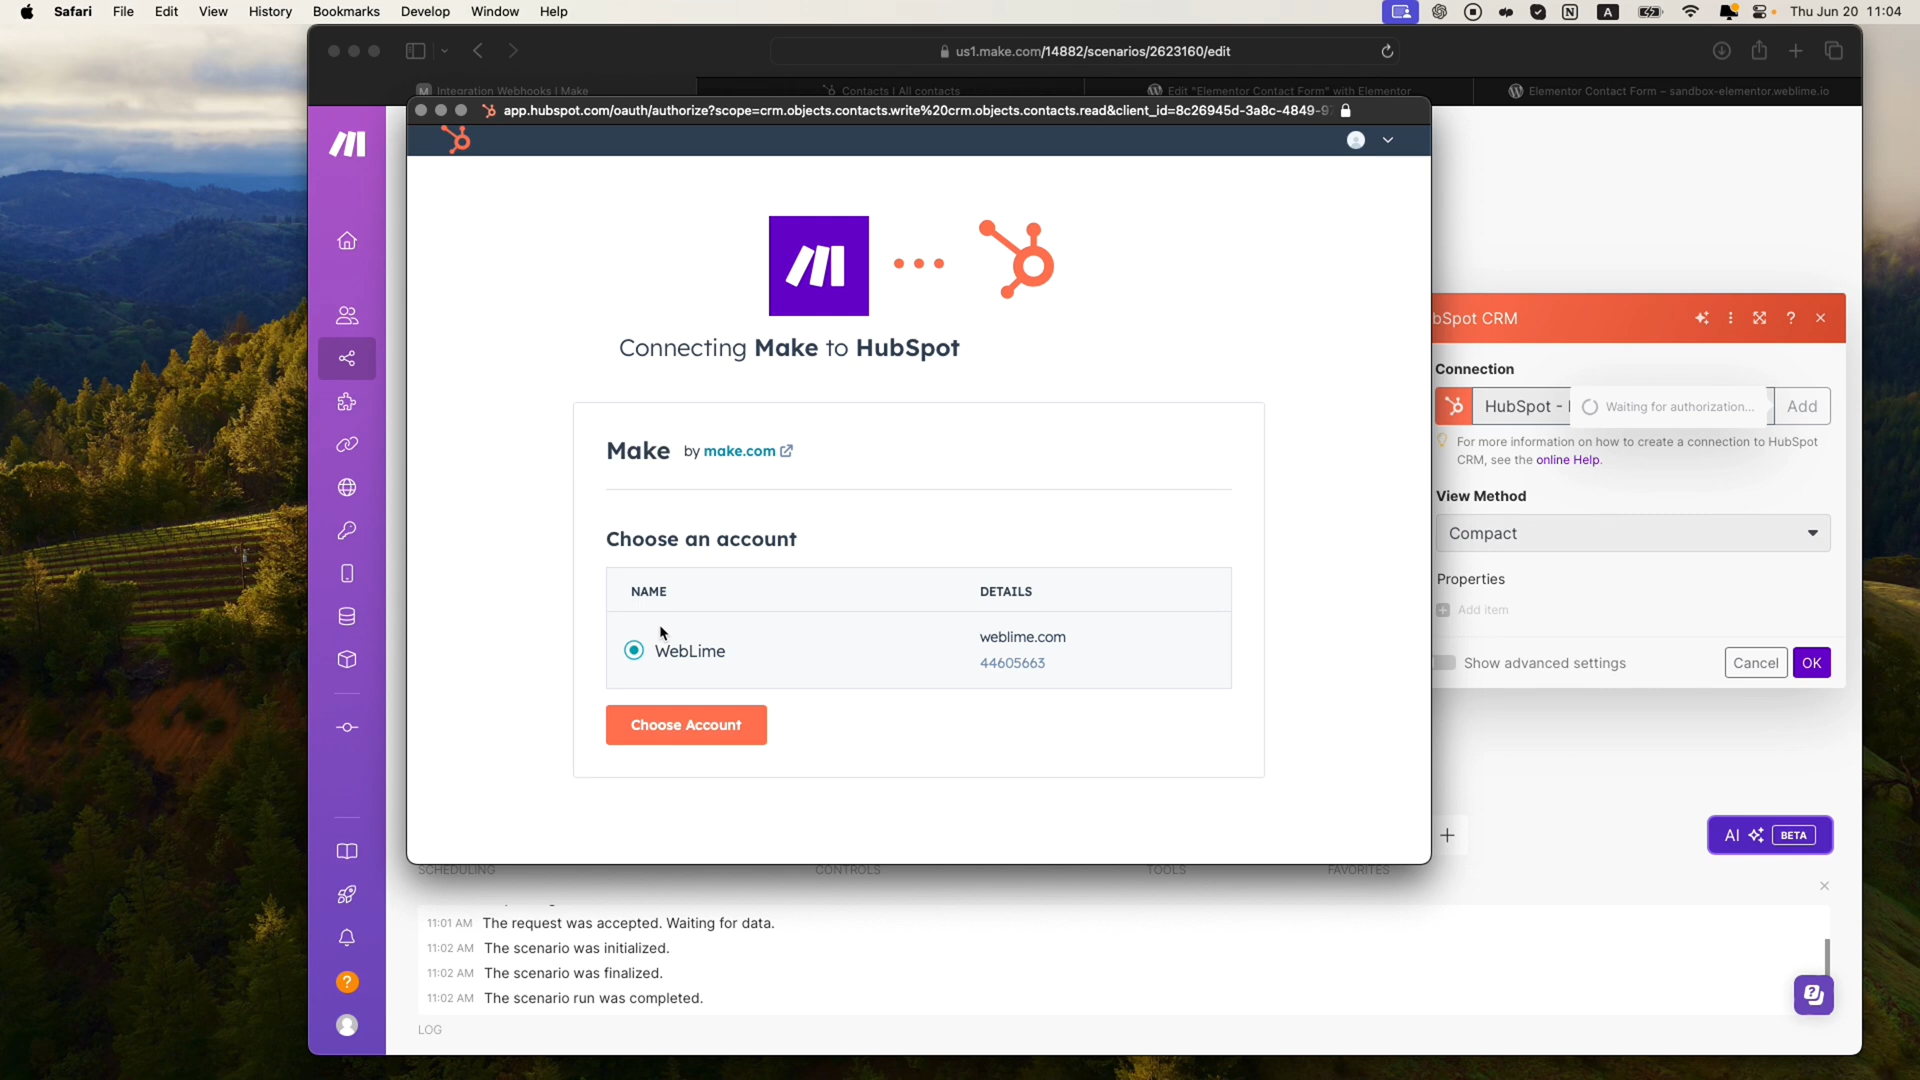 Safari File Edit View History Bookmarks Develop Window Help
A
Thu Jun 20 11:04
us1.make.com/14882/scenarios/2623160/edit
M Integration Webhooks | Make
Contacts | All contacts
Edit "Elementor Contact Form" with Elementor
Elementor Contact Form – sandbox-elementor.weblime.io
app.hubspot.com/oauth/authorize?scope=crm.objects.contacts.write%20crm.objects.contacts.read&client_id=8c26945d-3a8c-4849-9
Connecting Make to HubSpot
Make by make.com
Choose an account
NAME DETAILS
WebLime
weblime.com
44605663
Choose Account
bSpot CRM
?
Connection
HubSpot -
Waiting for authorization...
Add
For more information on how to create a connection to HubSpot
CRM, see the online Help.
View Method
Compact
Properties
Add item
Show advanced settings
Cancel OK
AI BETA
SCHEDULING CONTROLS TOOLS FAVORITES
11:01 AM The request was accepted. Waiting for data.
11:02 AM The scenario was initialized.
11:02 AM The scenario was finalized.
11:02 AM The scenario run was completed.
LOG
?